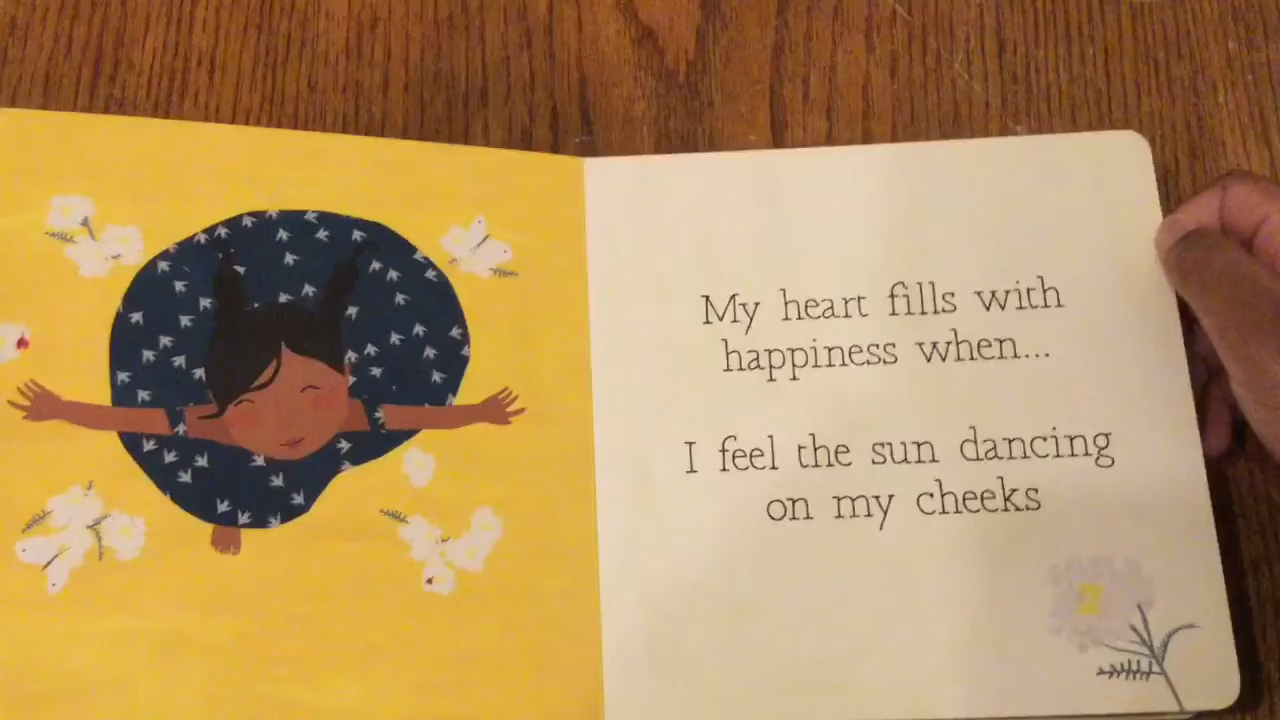 My heart fills with
happiness when...
I feel the sun dancing
on my cheeks